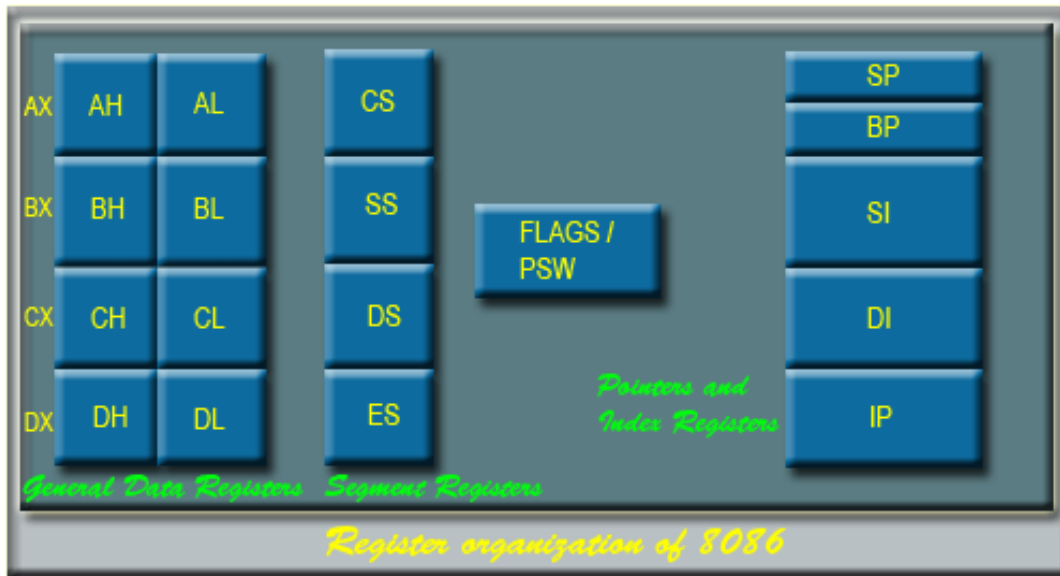 AX AH AL
BX BH BL
CX CH CL
DX DH DL
General Data Registers
CS
SS
DS
ES
Segment Registers
FLAGS /
PSW
Pointers and
Index Registers
SP
BP
SI
DI
IP
Register organization of 8086